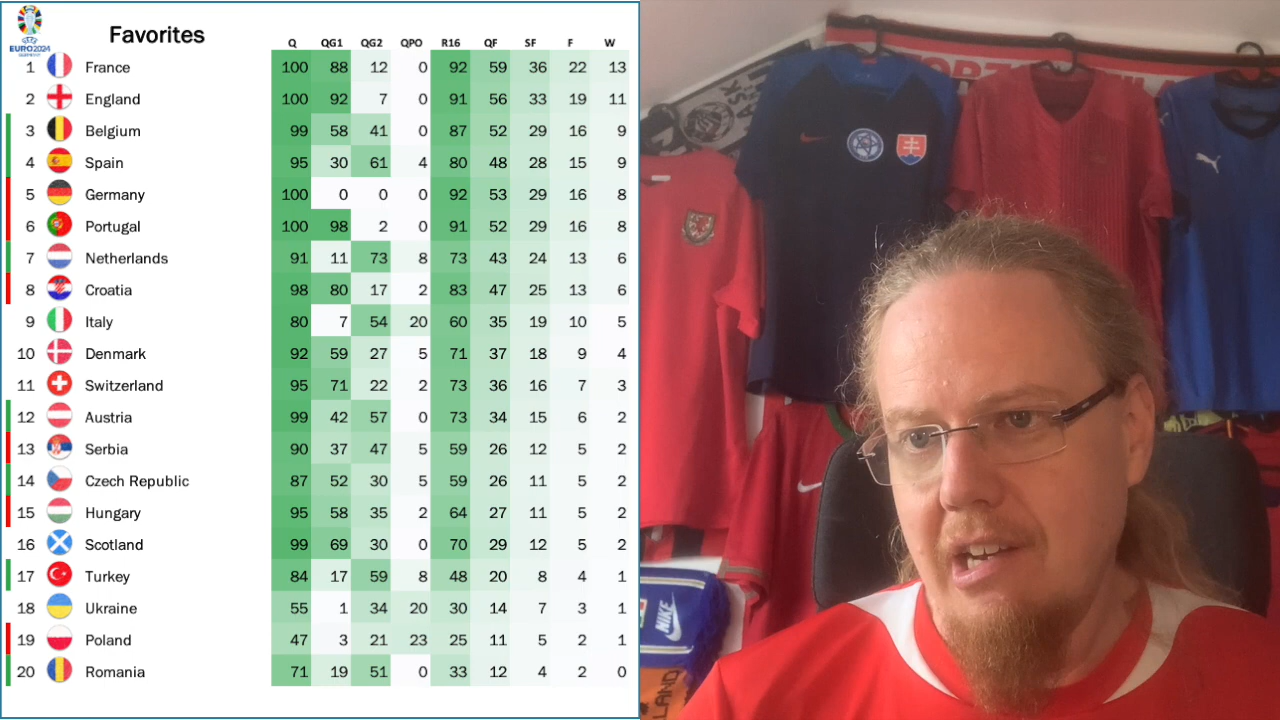 UEFA
EURO2024
GERMANY
Favorites
Q QG1 QG2 QPO R16 QF SF F W
1 France 100 88 12 0 92 59 36 22 13
2 England 100 92 7 0 91 56 33 19 11
3 Belgium 99 58 41 0 87 52 29 16 9
4 Spain 95 30 61 4 80 48 28 15 9
5 Germany 100 0 0 0 92 53 29 16 8
6 Portugal 100 98 2 0 91 52 29 16 8
7 Netherlands 91 11 73 8 73 43 24 13 6
8 Croatia 98 80 17 2 83 47 25 13 6
9 Italy 80 7 54 20 60 35 19 10 5
10 Denmark 92 59 27 5 71 37 18 9 4
11 Switzerland 95 71 22 2 73 36 16 7 3
12 Austria 99 42 57 0 73 34 15 6 2
13 Serbia 90 37 47 5 59 26 12 5 2
14 Czech Republic 87 52 30 5 59 26 11 5 2
15 Hungary 95 58 35 2 64 27 11 5 2
16 Scotland 99 69 30 0 70 29 12 5 2
17 Turkey 84 17 59 8 48 20 8 4 1
18 Ukraine 55 1 34 20 30 14 7 3 1
19 Poland 47 3 21 23 25 11 5 2 1
20 Romania 71 19 51 0 33 12 4 2 0
NIKE
LAND